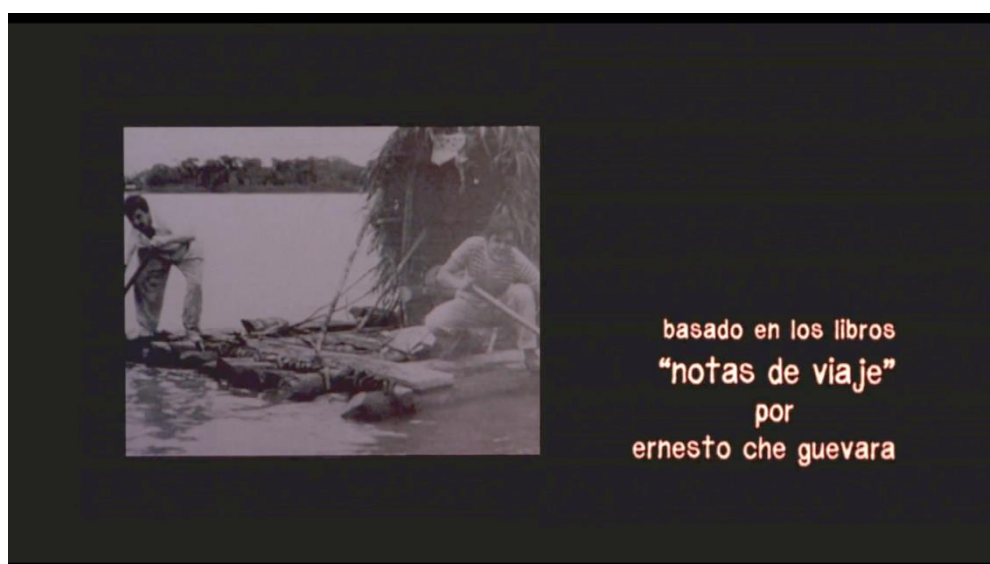 basado en los libros
“notas de viaje”
por
ernesto che guevara